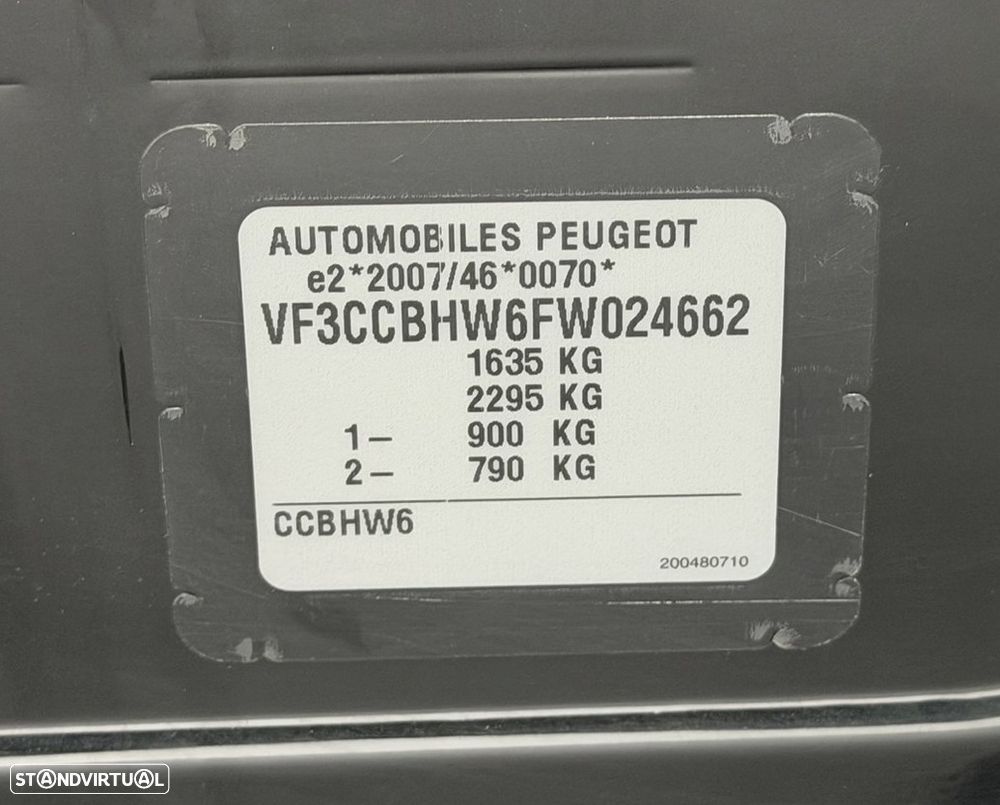 AUTOMOBILES PEUGEOT
e2*2007/46*0070*
VF3CCBHW6FW024662
1635 KG
2295 KG
1– 900 KG
2– 790 KG
CCBHW6
200480710
STANDVIRTUAL